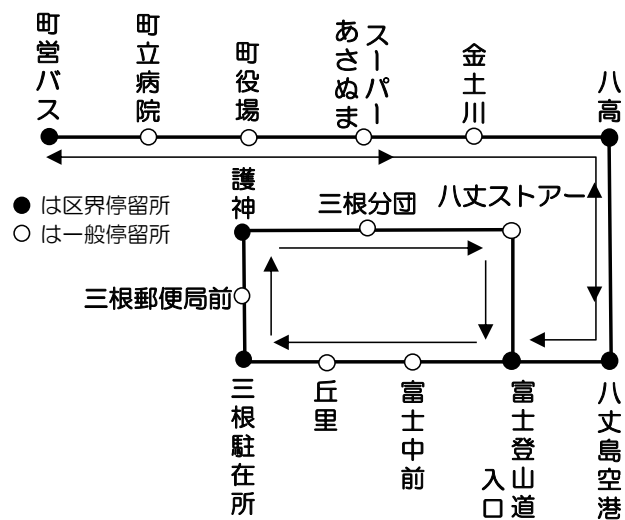 町営バス
町立病院
町役場
スーパー
あさぬま
金土川
八高
●は区界停留所
○は一般停留所
護神
三根分団
八丈ストアー
三根郵便局前
三根駐在所
丘里
富士中前
富士登山道
入口
八丈島空港